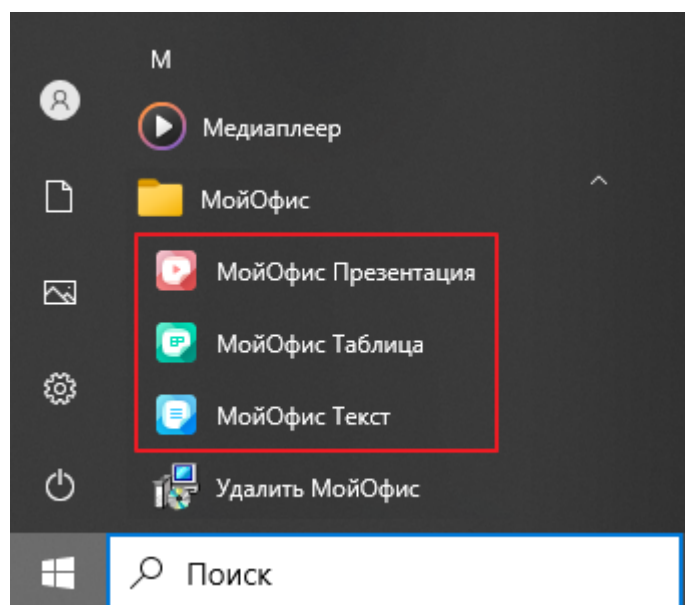 М
Медиаплеер
МойОфис
МойОфис Презентация
МойОфис Таблица
МойОфис Текст
Удалить МойОфис
Поиск